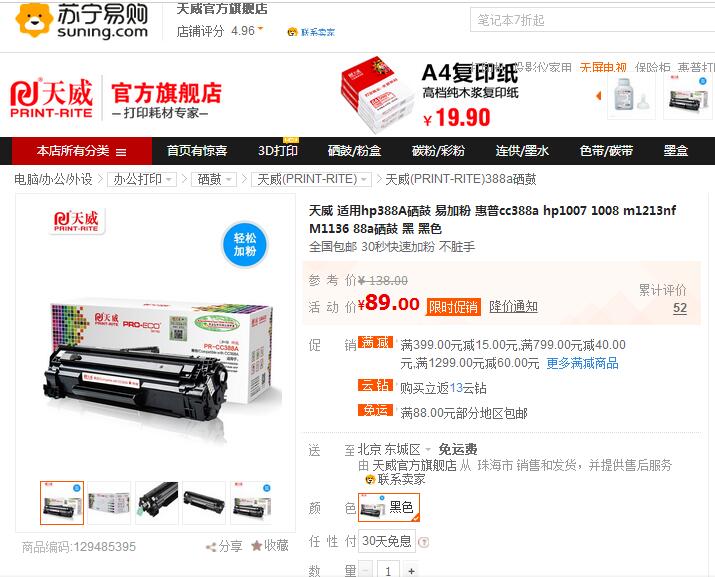 苏宁易购
suning.com
天威官方旗舰店
店铺评分 4.96
联系卖家
笔记本7折起
无屏电视 保险柜 惠普打
天威
PRINT-RITE
官方旗舰店
打印耗材专家
A4复印纸
高档纯木浆复印纸
¥19.90
本店所有分类
首页有惊喜
3D打印
硒鼓/粉盒
碳粉/彩粉
连供/墨水
色带/碳带
墨盒
电脑/办公/外设 > 办公打印 > 硒鼓 > 天威(PRINT-RITE) > 天威(PRINT-RITE)388a硒鼓
天威
PRINT-RITE
轻松
加粉
天威
PRINT-RITE
PRO-ECO
PR-CC388A
天威 适用hp388A硒鼓 易加粉 惠普cc388a hp1007 1008 m1213nf
M1136 88a硒鼓 黑 黑色
全国包邮 30秒快速加粉 不脏手
参考价 ¥138.00
活动价 ¥89.00 限时促销 降价通知
累计评价
52
促销 满减 满399.00元减15.00元,满799.00元减40.00
元,满1299.00元减60.00元 更多满减商品
云钻 购买立返13云钻
免运 满88.00元部分地区包邮
送至 北京 东城区 免运费
由 天威官方旗舰店 从 珠海市 销售和发货，并提供售后服务
联系卖家
颜色 黑色
任性付 30天免息 ?
数量 - 1 +
商品编码:129485395
分享
收藏